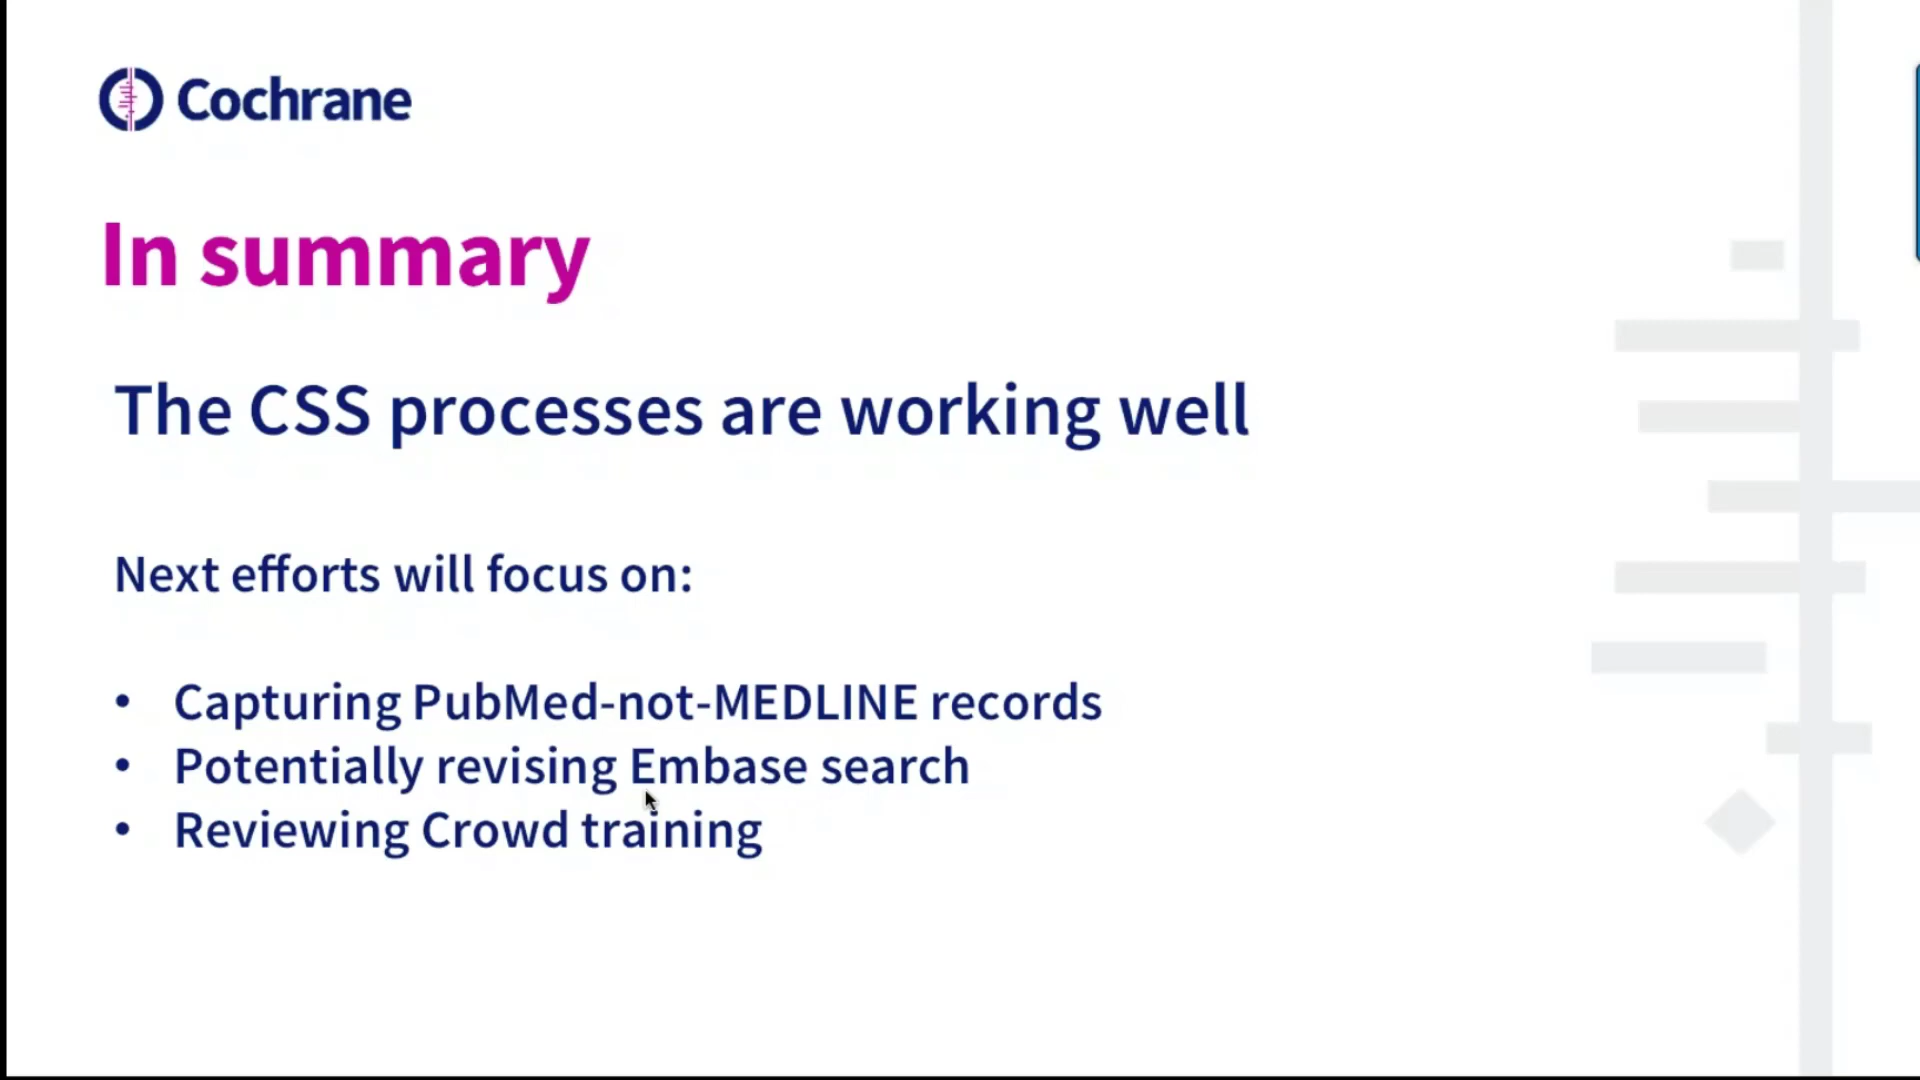 Cochrane
In summary
The CSS processes are working well
Next efforts will focus on:
• Capturing PubMed-not-MEDLINE records
• Potentially revising Embase search
• Reviewing Crowd training